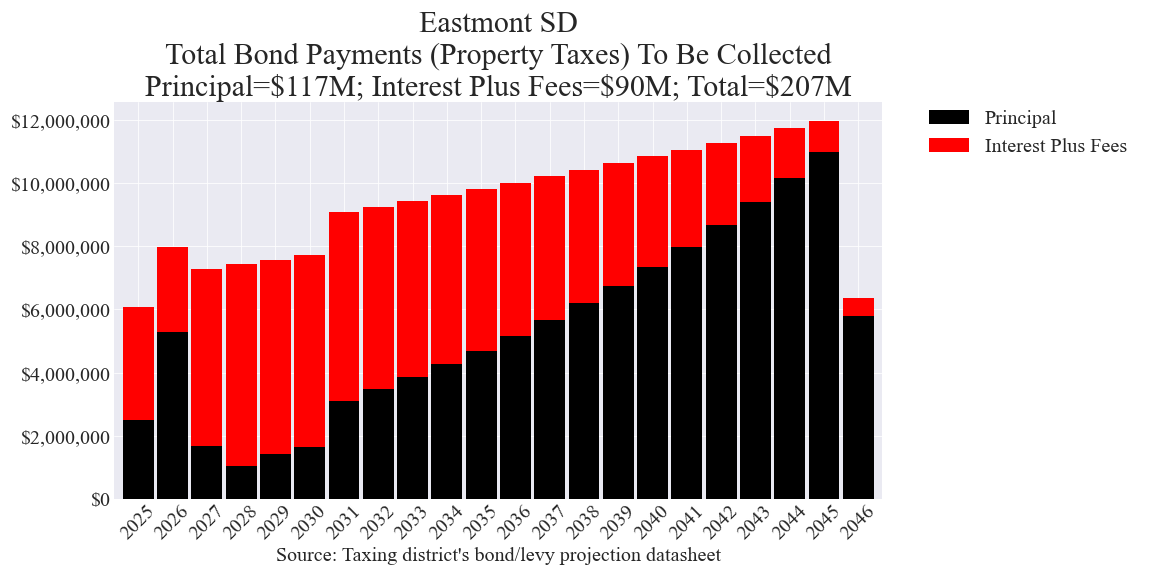 Eastmont SD
Total Bond Payments (Property Taxes) To Be Collected
Principal=$117M; Interest Plus Fees=$90M; Total=$207M
$12,000,000
$10,000,000
$8,000,000
$6,000,000
$4,000,000
$2,000,000
$0
Principal
Interest Plus Fees
2025 2026 2027 2028 2029 2030 2031 2032 2033 2034 2035 2036 2037 2038 2039 2040 2041 2042 2043 2044 2045 2046
Source: Taxing district's bond/levy projection datasheet